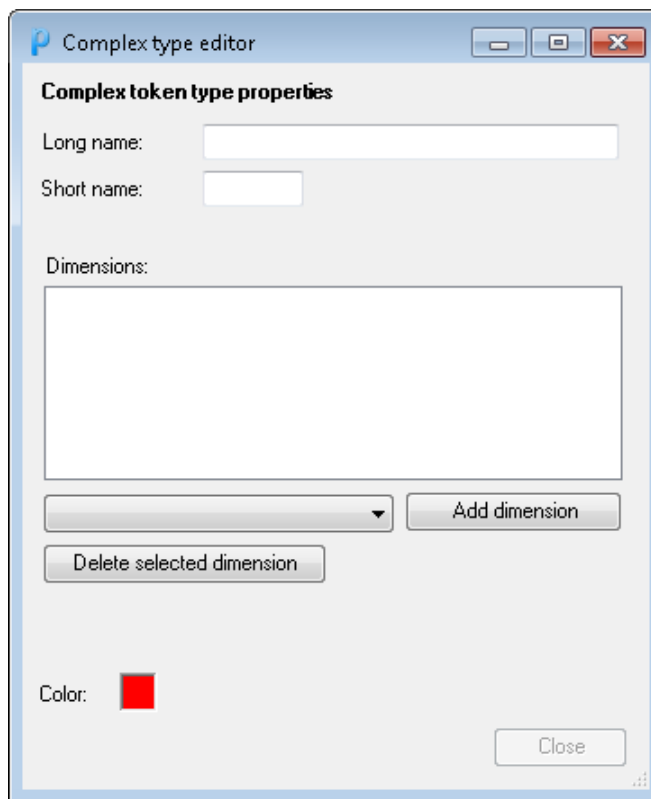 Complex type editor
Complex token type properties
Long name:
Short name:
Dimensions:
Add dimension
Delete selected dimension
Color:
Close